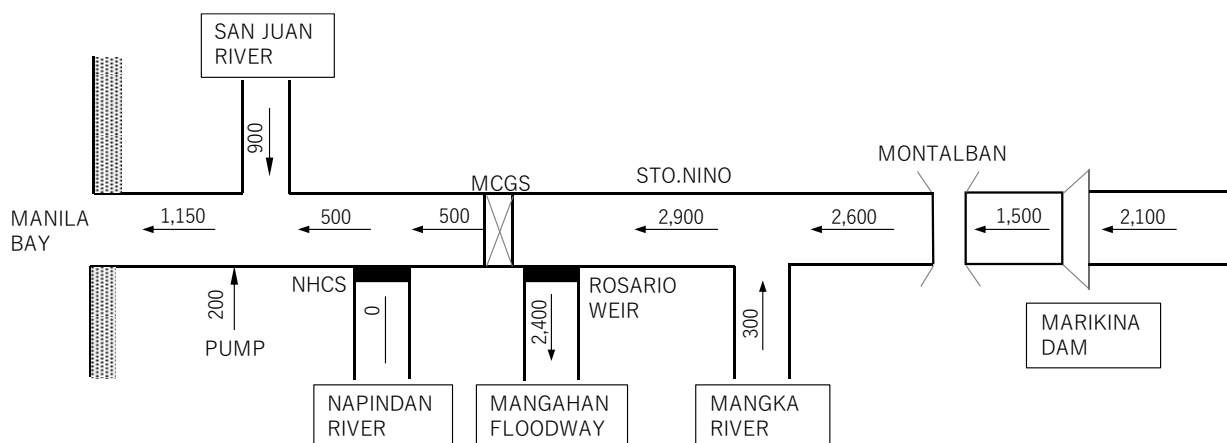 SAN JUAN
RIVER
900
MONTALBAN
MCGS
STO.NINO
MANILA
BAY
1,150
500
500
2,900
2,600
1,500
2,100
NHCS
ROSARIO
WEIR
200
0
2,400
300
PUMP
MARIKINA
DAM
NAPINDAN
RIVER
MANGAHAN
FLOODWAY
MANGKA
RIVER